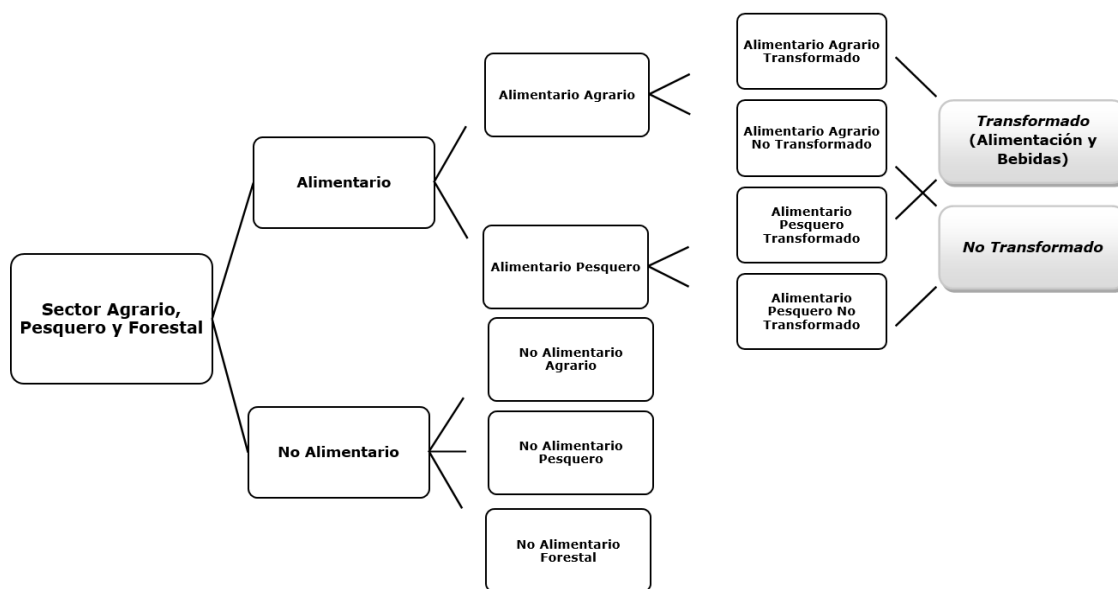 Sector Agrario,
Pesquero y Forestal
Alimentario
No Alimentario
Alimentario Agrario
Alimentario Pesquero
No Alimentario
Agrario
No Alimentario
Pesquero
No Alimentario
Forestal
Alimentario Agrario
Transformado
Alimentario Agrario
No Transformado
Alimentario
Pesquero
Transformado
Alimentario
Pesquero No
Transformado
Transformado
(Alimentación y
Bebidas)
No Transformado